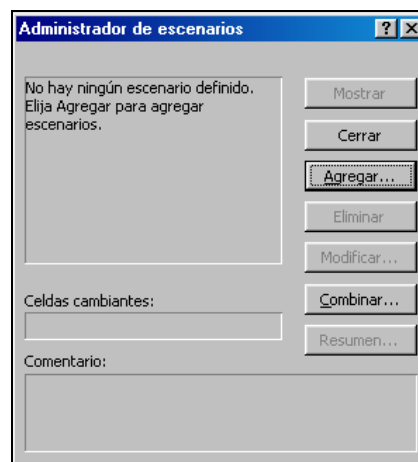 Administrador de escenarios
No hay ningún escenario definido.
Elija Agregar para agregar
escenarios.
Mostrar
Cerrar
Agregar...
Eliminar
Modificar...
Celdas cambiantes:
Combinar...
Resumen...
Comentario: